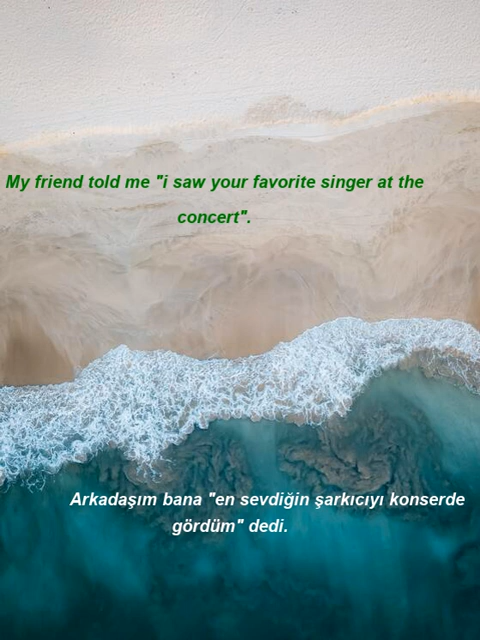 My friend told me "i saw your favorite singer at the
concert".
Arkadaşım bana "en sevdiğin şarkıcıyı konserde
gördüm" dedi.